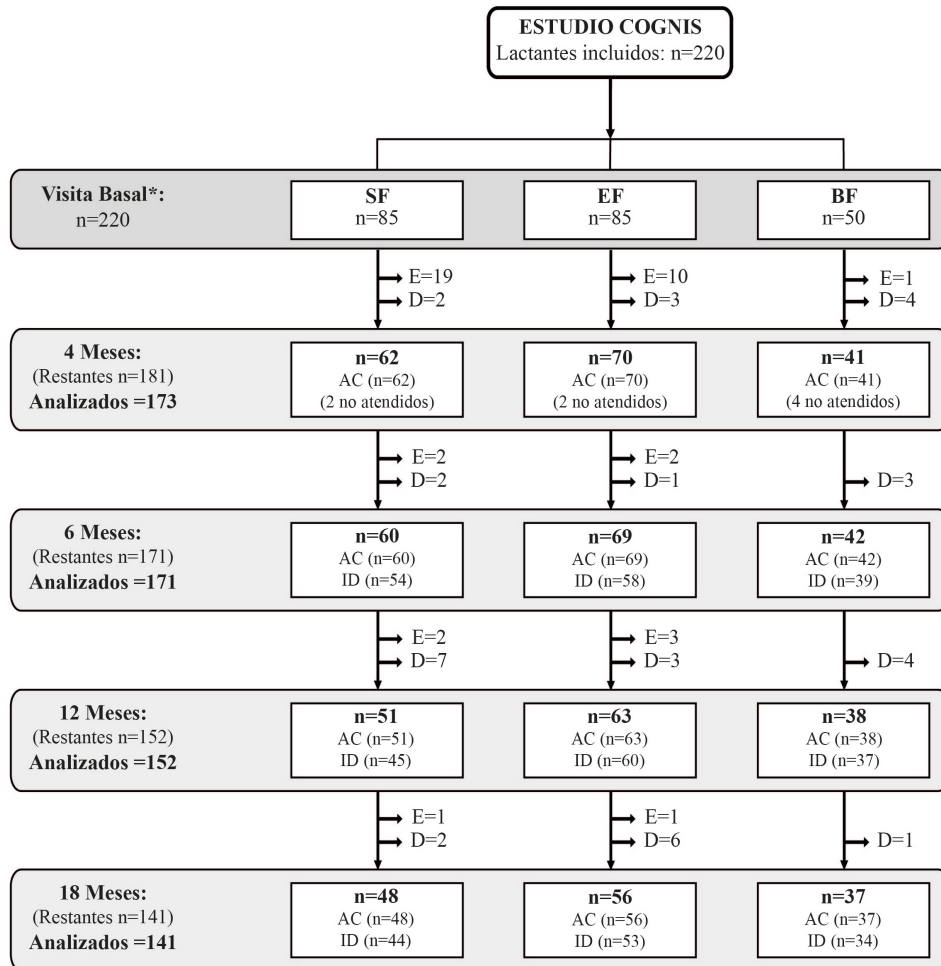 ESTUDIO COGNIS
Lactantes incluidos: n=220
Visita Basal*:
n=220
SF
n=85
EF
n=85
BF
n=50
E=19
D=2
E=10
D=3
E=1
D=4
4 Meses:
(Restantes n=181)
Analizados =173
n=62
AC (n=62)
(2 no atendidos)
n=70
AC (n=70)
(2 no atendidos)
n=41
AC (n=41)
(4 no atendidos)
E=2
D=2
E=2
D=1
D=3
6 Meses:
(Restantes n=171)
Analizados =171
n=60
AC (n=60)
ID (n=54)
n=69
AC (n=69)
ID (n=58)
n=42
AC (n=42)
ID (n=39)
E=2
D=7
E=3
D=3
D=4
12 Meses:
(Restantes n=152)
Analizados =152
n=51
AC (n=51)
ID (n=45)
n=63
AC (n=63)
ID (n=60)
n=38
AC (n=38)
ID (n=37)
E=1
D=2
E=1
D=6
D=1
18 Meses:
(Restantes n=141)
Analizados =141
n=48
AC (n=48)
ID (n=44)
n=56
AC (n=56)
ID (n=53)
n=37
AC (n=37)
ID (n=34)